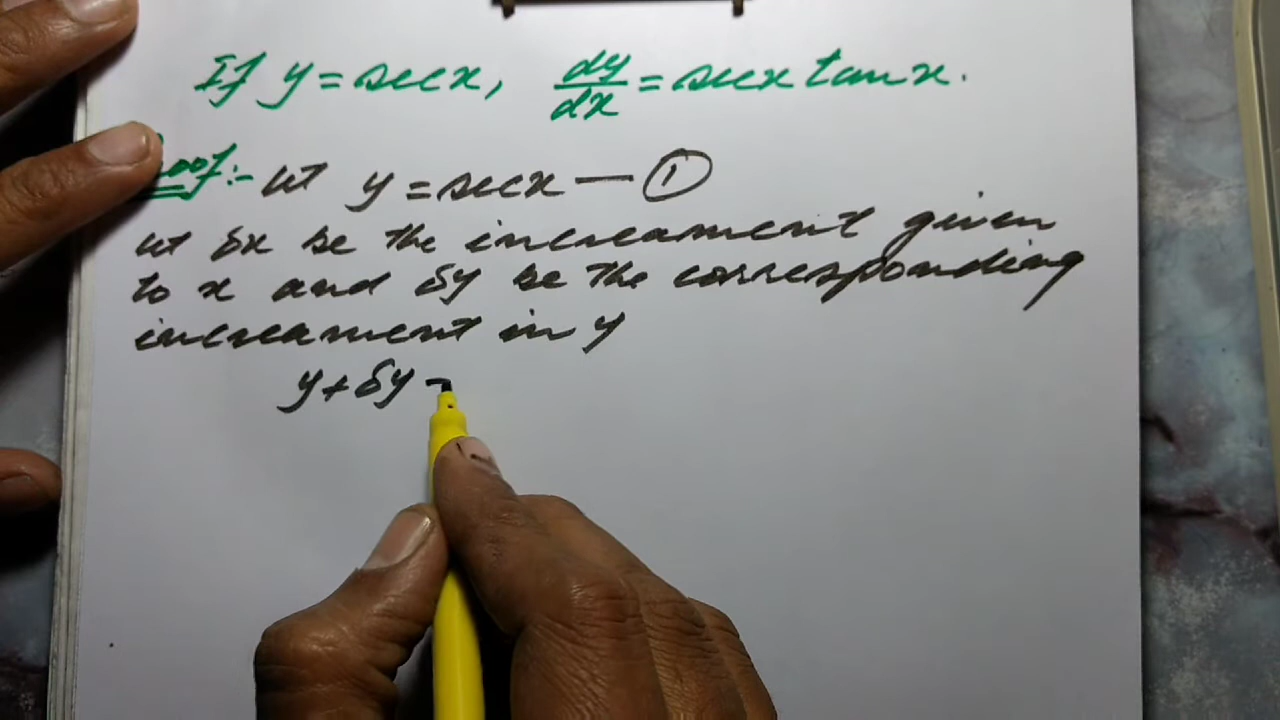 If y = secx, dy/dx = secx tanx.
Proof:- Let y = secx — ①
Let δx be the increament given
to x and δy be the corresponding
increament in y
y + δy =